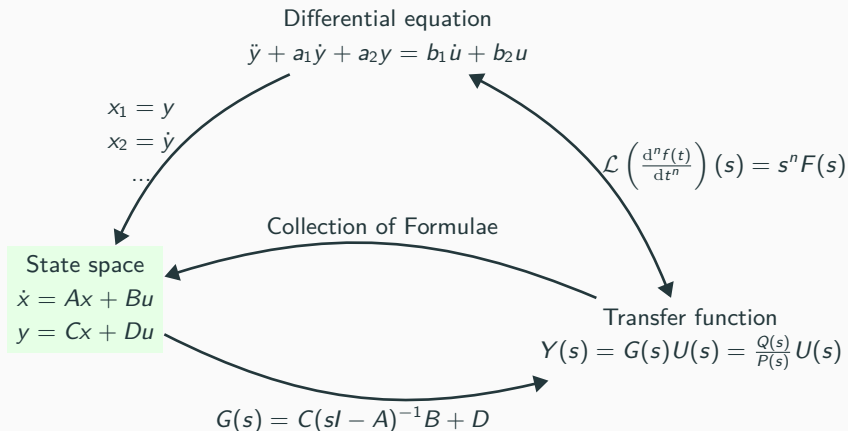 Differential equation
ÿ + a₁ẏ + a₂y = b₁u̇ + b₂u
x₁ = y
x₂ = ẏ
...
ℒ(dⁿf(t)/dtⁿ)(s) = sⁿF(s)
Collection of Formulae
State space
ẋ = Ax + Bu
y = Cx + Du
Transfer function
Y(s) = G(s)U(s) = Q(s)/P(s) U(s)
G(s) = C(sI − A)⁻¹B + D